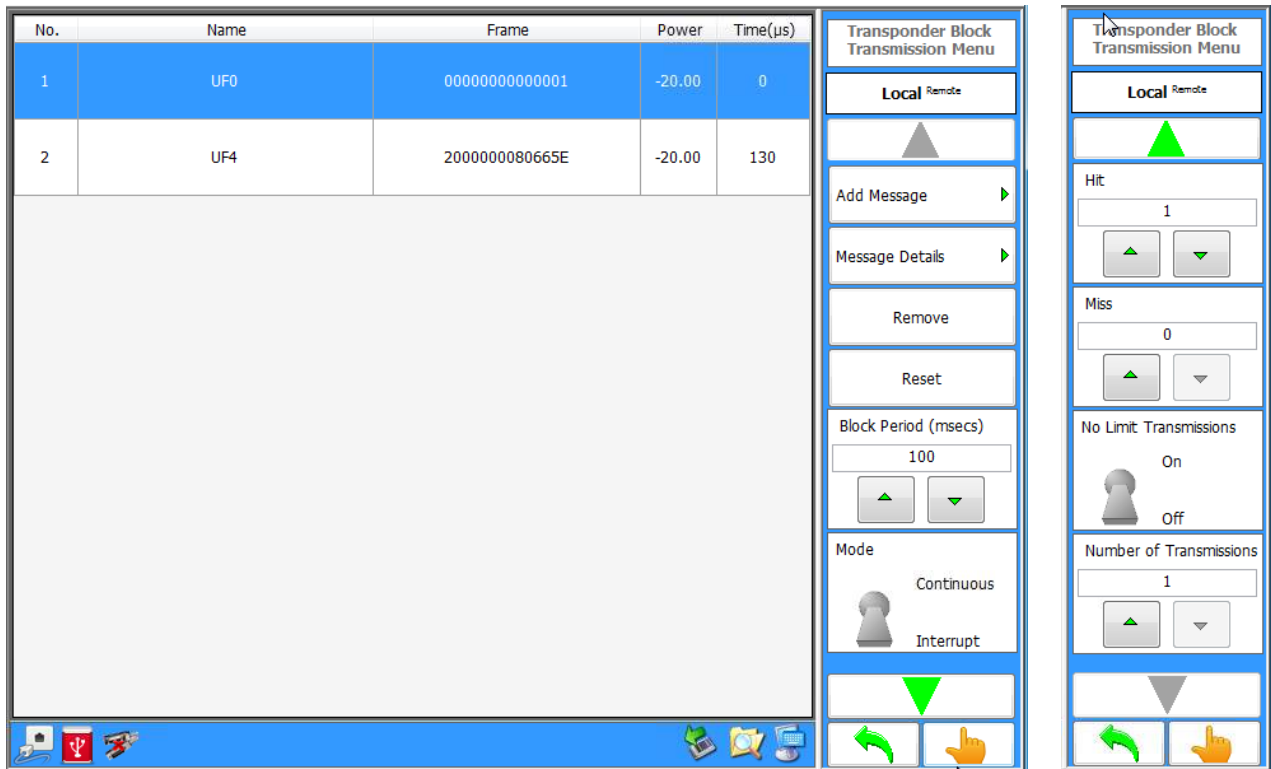 No. Name Frame Power Time(µs)
1 UF0 00000000000001 -20.00 0
2 UF4 2000000080665E -20.00 130
Transponder Block
Transmission Menu
Local Remote
Add Message
Message Details
Remove
Reset
Block Period (msecs)
100
Mode
Continuous
Interrupt
Transponder Block
Transmission Menu
Local Remote
Hit
1
Miss
0
No Limit Transmissions
On
Off
Number of Transmissions
1